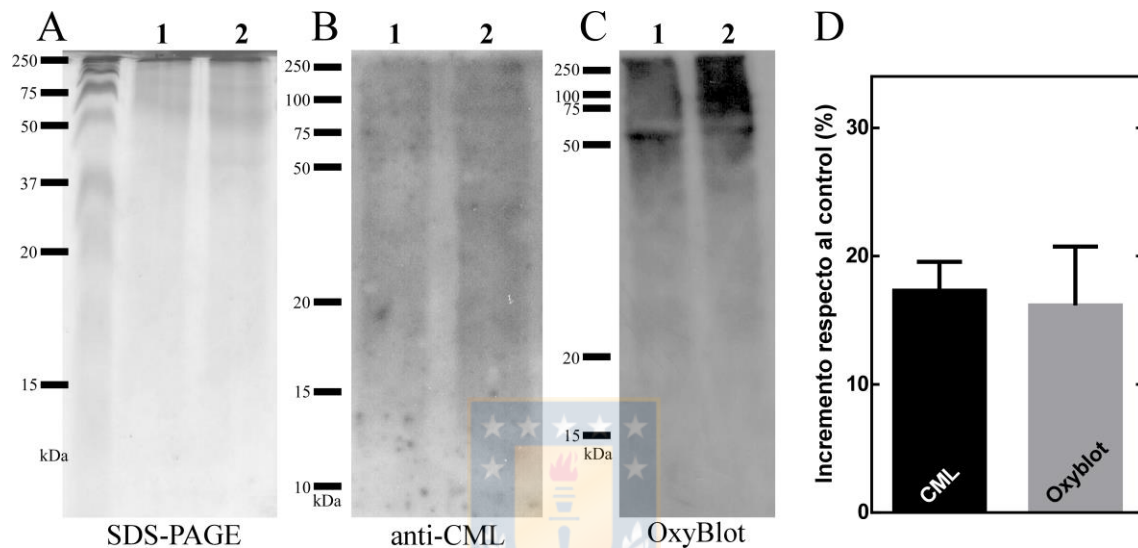 A
1 2
250
75
50
37
20
15
kDa
SDS-PAGE
B
1 2
250
100
75
50
20
15
10
kDa
anti-CML
C
1 2
250
100
75
50
20
15
kDa
OxyBlot
D
Incremento respecto al control (%)
30
20
10
0
CML
Oxyblot